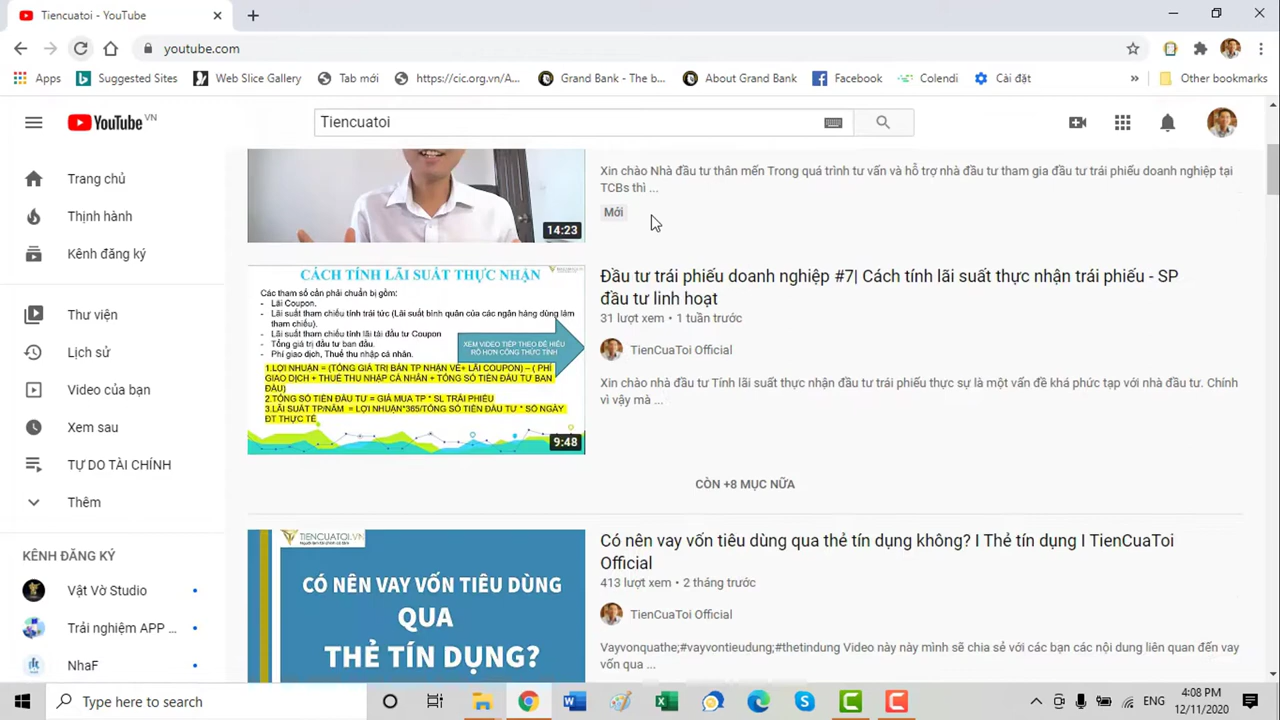 Tiencuatoi - YouTube
youtube.com
Apps
Suggested Sites
Web Slice Gallery
Tab mới
https://cic.org.vn/A...
Grand Bank - The b...
About Grand Bank
Facebook
Colendi
Cài đặt
»
Other bookmarks
YouTube VN
Tiencuatoi
Trang chủ
Thịnh hành
Kênh đăng ký
Thư viện
Lịch sử
Video của bạn
Xem sau
TỰ DO TÀI CHÍNH
Thêm
KÊNH ĐĂNG KÝ
Vật Vờ Studio
Trải nghiệm APP ...
NhaF
14:23
Xin chào Nhà đầu tư thân mến Trong quá trình tư vấn và hỗ trợ nhà đầu tư tham gia đầu tư trái phiếu doanh nghiệp tại
TCBs thì ...
Mới
CÁCH TÍNH LÃI SUẤT THỰC NHẬN
Các tham số cần phải chuẩn bị gồm:
- Lãi Coupon.
- Lãi suất tham chiếu tính trái tức (Lãi suất bình quân của các ngân hàng dùng làm
tham chiếu).
- Lãi suất tham chiếu tính lãi tái đầu tư Coupon
- Tổng giá trị đầu tư ban đầu.
- Phí giao dịch, Thuế thu nhập cá nhân.
XEM VIDEO TIẾP THEO ĐỂ HIỂU
RÕ HƠN CÔNG THỨC TÍNH
1.LỢI NHUẬN = (TỔNG GIÁ TRỊ BÁN TP NHẬN VỀ+ LÃI COUPON) – ( PHÍ
GIAO DỊCH + THUẾ THU NHẬP CÁ NHÂN + TỔNG SỐ TIỀN ĐẦU TƯ BAN
ĐẦU)
2.TỔNG SỐ TIỀN ĐẦU TƯ = GIÁ MUA TP * SL TRÁI PHIẾU
3.LÃI SUẤT TP/NĂM = LỢI NHUẬN*365/TỔNG SỐ TIỀN ĐẦU TƯ * SỐ NGÀY
ĐT THỰC TẾ
9:48
Đầu tư trái phiếu doanh nghiệp #7| Cách tính lãi suất thực nhận trái phiếu - SP
đầu tư linh hoạt
31 lượt xem • 1 tuần trước
TienCuaToi Official
Xin chào nhà đầu tư Tính lãi suất thực nhận đầu tư trái phiếu thực sự là một vấn đề khá phức tạp với nhà đầu tư. Chính
vì vậy mà ...
CÒN +8 MỤC NỮA
TIENCUATOI.VN
CÓ NÊN VAY VỐN TIÊU DÙNG
QUA
THẺ TÍN DỤNG?
Có nên vay vốn tiêu dùng qua thẻ tín dụng không? I Thẻ tín dụng I TienCuaToi
Official
413 lượt xem • 2 tháng trước
TienCuaToi Official
Vayvonquathe;#vayvontieudung;#thetindung Video này này mình sẽ chia sẻ với các bạn các nội dung liên quan đến vay
vốn qua ...
Type here to search
ENG
4:08 PM
12/11/2020